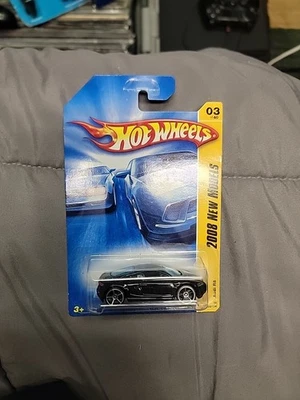 HOT WHEELS
03
2008 NEW MODELS
3+